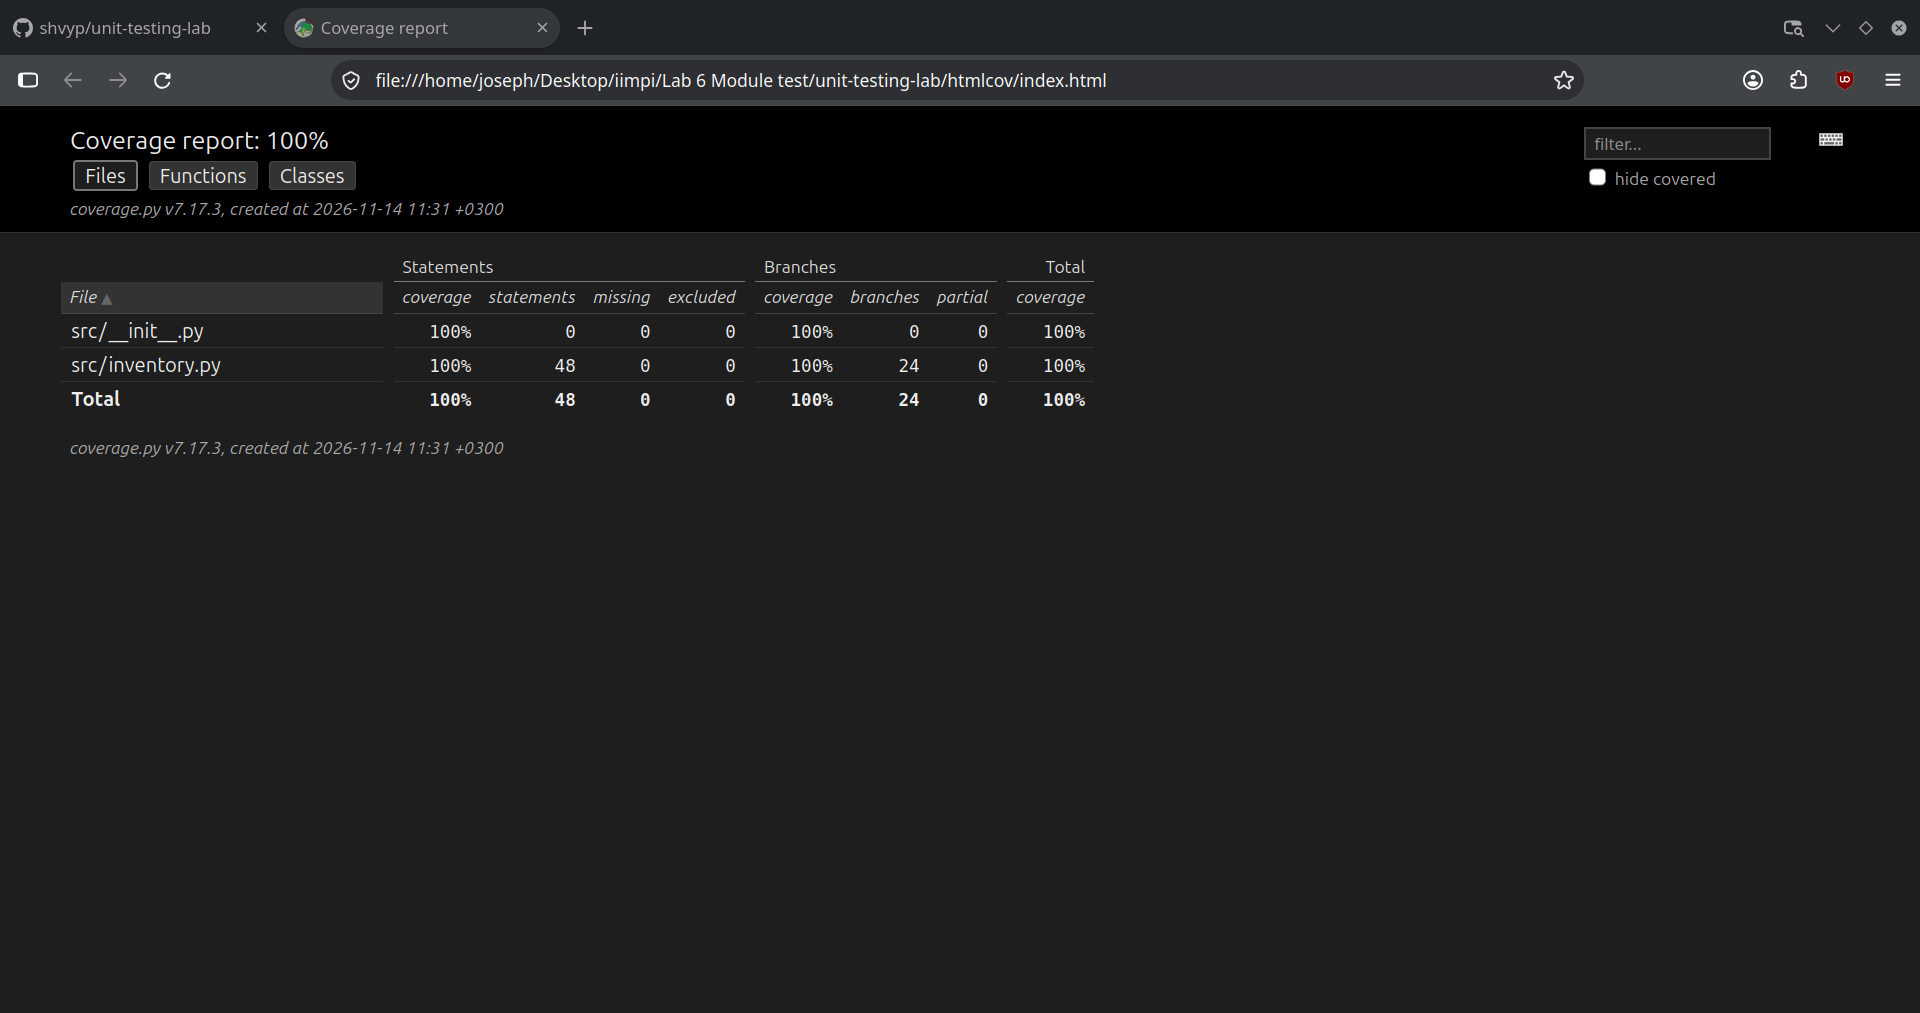 shvyp/unit-testing-lab
Coverage report
file:///home/joseph/Desktop/iimpi/Lab 6 Module test/unit-testing-lab/htmlcov/index.html
Coverage report: 100%
filter...
Files Functions Classes
hide covered
coverage.py v7.17.3, created at 2026-11-14 11:31 +0300
Statements Branches Total
File ▲ coverage statements missing excluded coverage branches partial coverage
src/__init__.py 100% 0 0 0 100% 0 0 100%
src/inventory.py 100% 48 0 0 100% 24 0 100%
Total 100% 48 0 0 100% 24 0 100%
coverage.py v7.17.3, created at 2026-11-14 11:31 +0300